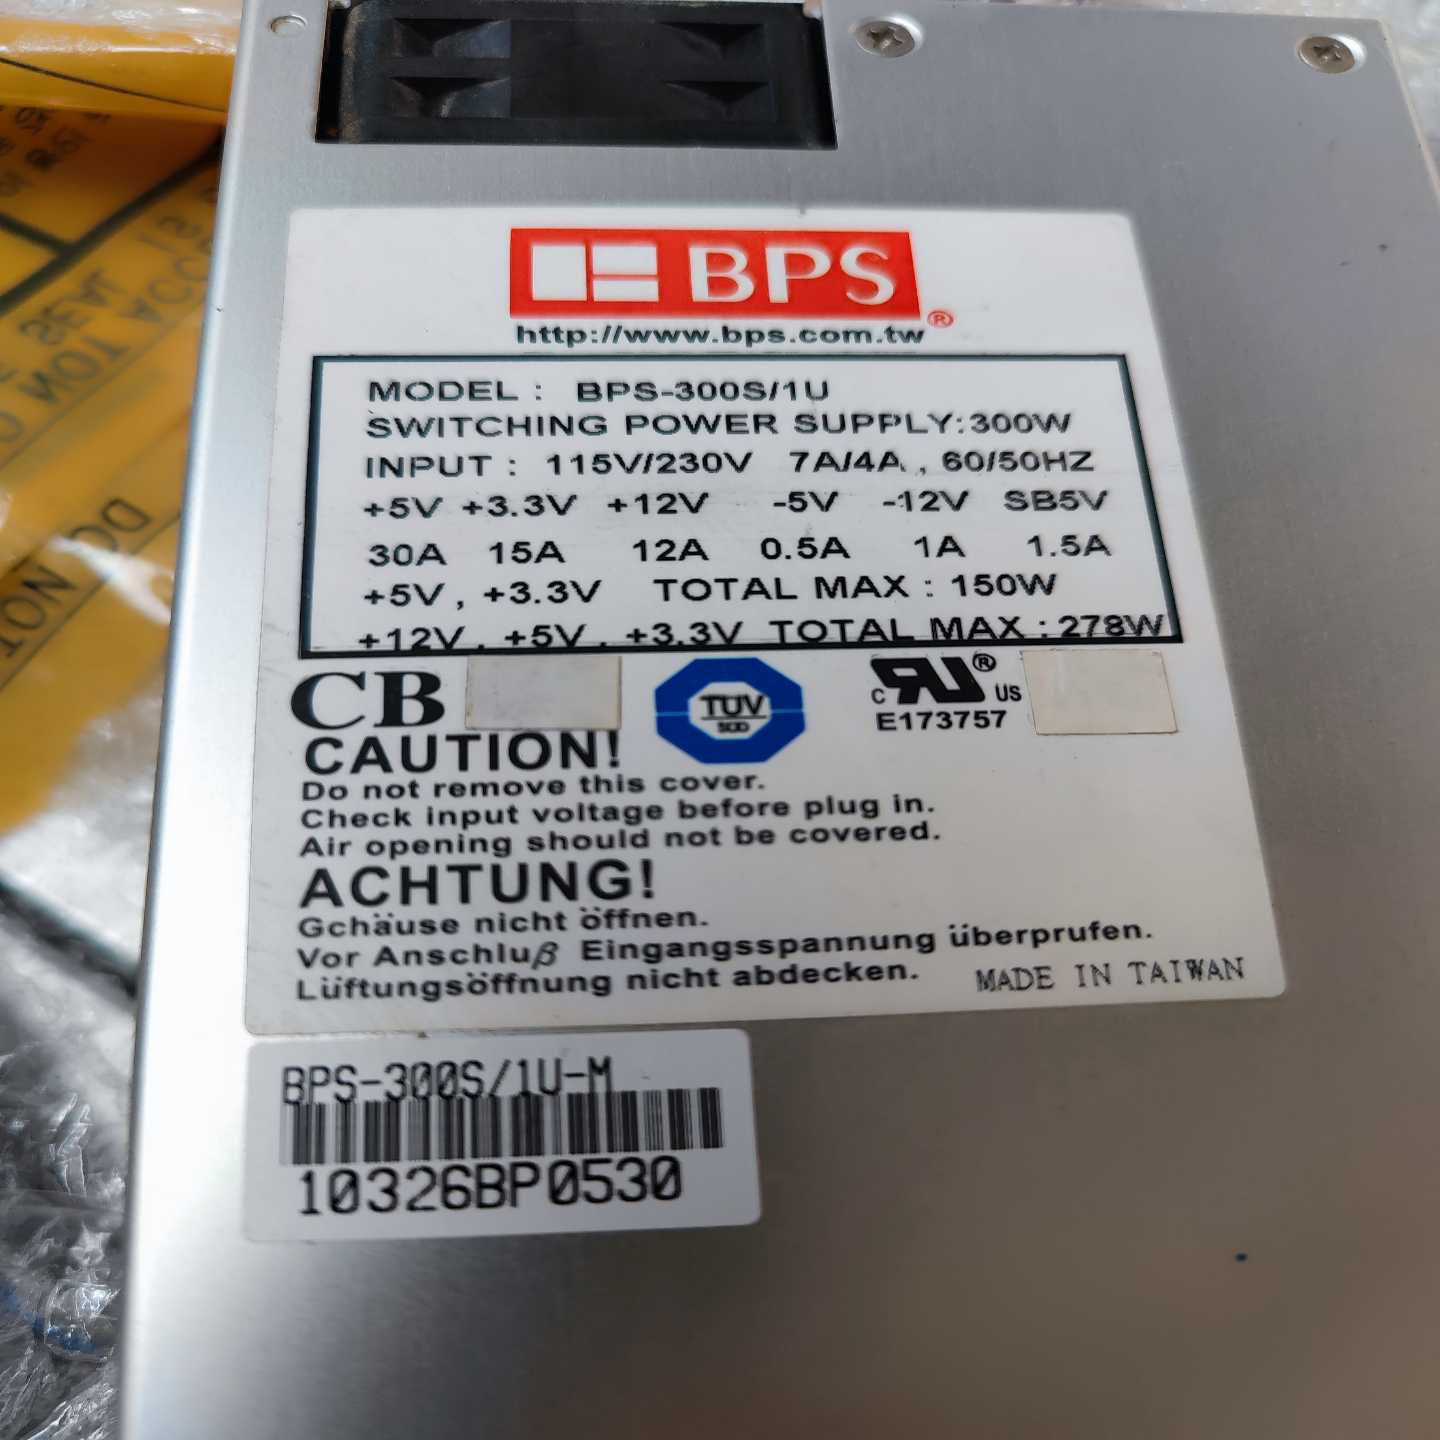 BPS®
http://www.bps.com.tw
MODEL : BPS-300S/1U
SWITCHING POWER SUPPLY:300W
INPUT : 115V/230V 7A/4A, 60/50HZ
+5V +3.3V +12V -5V -12V SB5V
30A 15A 12A 0.5A 1A 1.5A
+5V, +3.3V TOTAL MAX : 150W
+12V, +5V, +3.3V TOTAL MAX : 278W
CB TUV c RU® US
E173757
CAUTION!
Do not remove this cover.
Check input voltage before plug in.
Air opening should not be covered.
ACHTUNG!
Gchäuse nicht öffnen.
Vor Anschluβ Eingangsspannung überprufen.
Lüftungsöffnung nicht abdecken.
MADE IN TAIWAN
BPS-300S/1U-M
10326BP0530